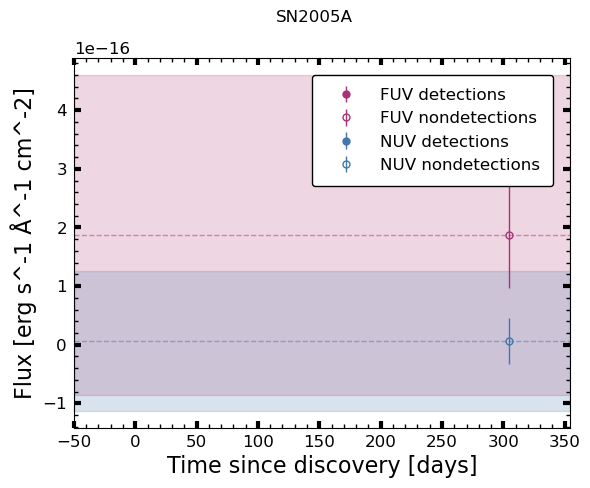 SN2005A
1e−16
4
3
2
1
0
−1
Flux [erg s^-1 Å^-1 cm^-2]
FUV detections
FUV nondetections
NUV detections
NUV nondetections
−50 0 50 100 150 200 250 300 350
Time since discovery [days]